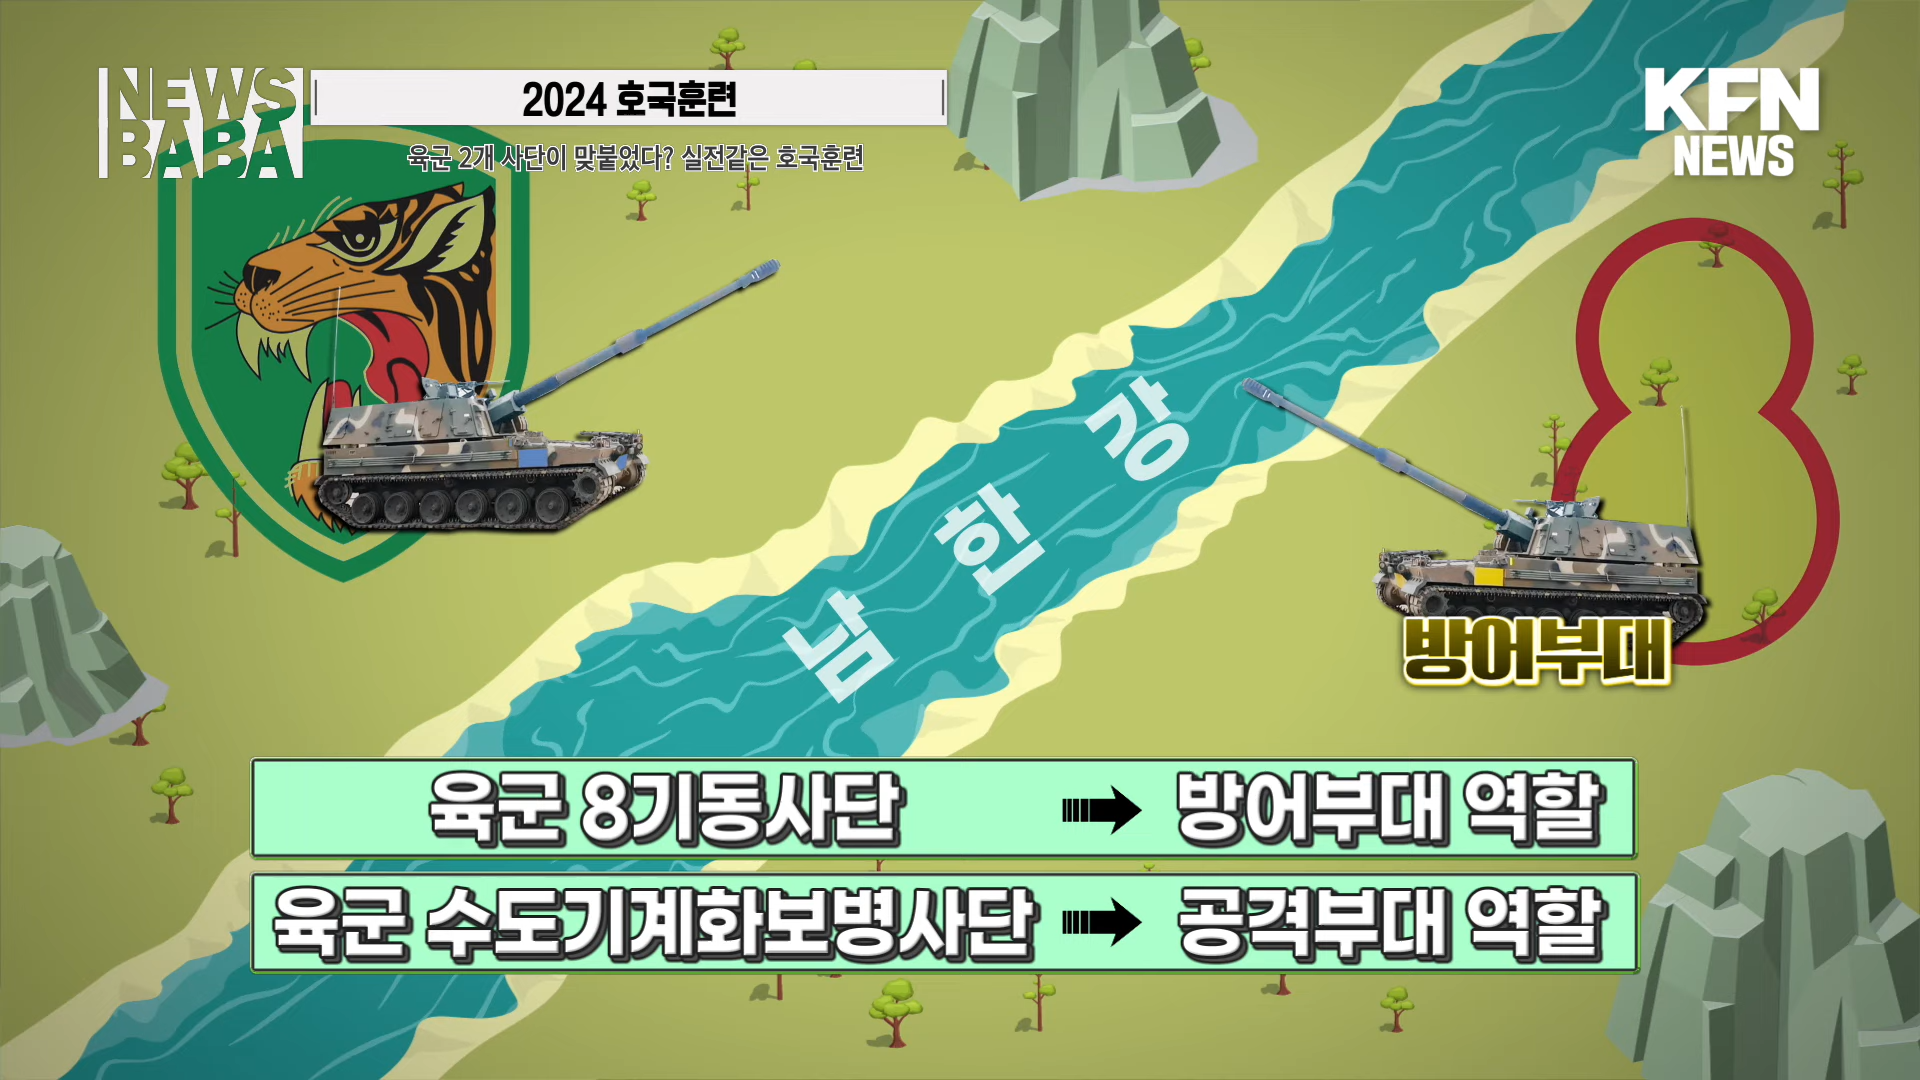 NEWS
BABA
2024 호국훈련
육군 2개 사단이 맞붙었다? 실전같은 호국훈련
KFN
NEWS
남한강
방어부대
육군 8기동사단 방어부대 역할
육군 수도기계화보병사단 공격부대 역할